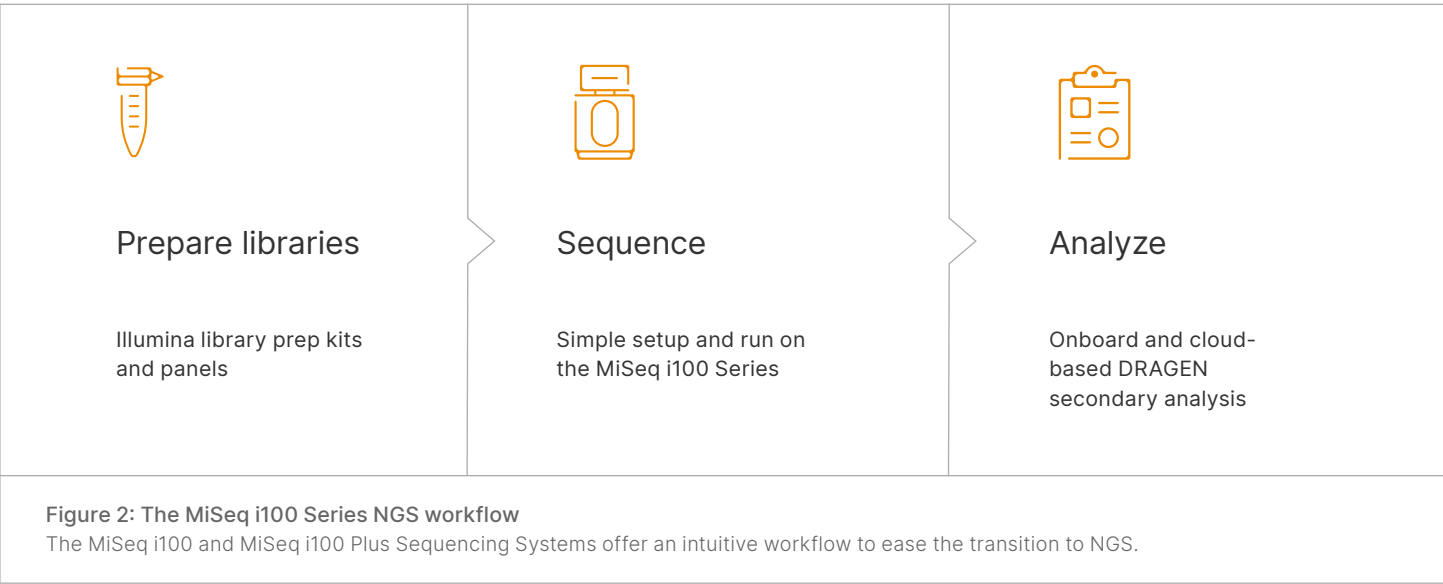 Prepare libraries
Illumina library prep kits
and panels
Sequence
Simple setup and run on
the MiSeq i100 Series
Analyze
Onboard and cloud-
based DRAGEN
secondary analysis
Figure 2: The MiSeq i100 Series NGS workflow
The MiSeq i100 and MiSeq i100 Plus Sequencing Systems offer an intuitive workflow to ease the transition to NGS.